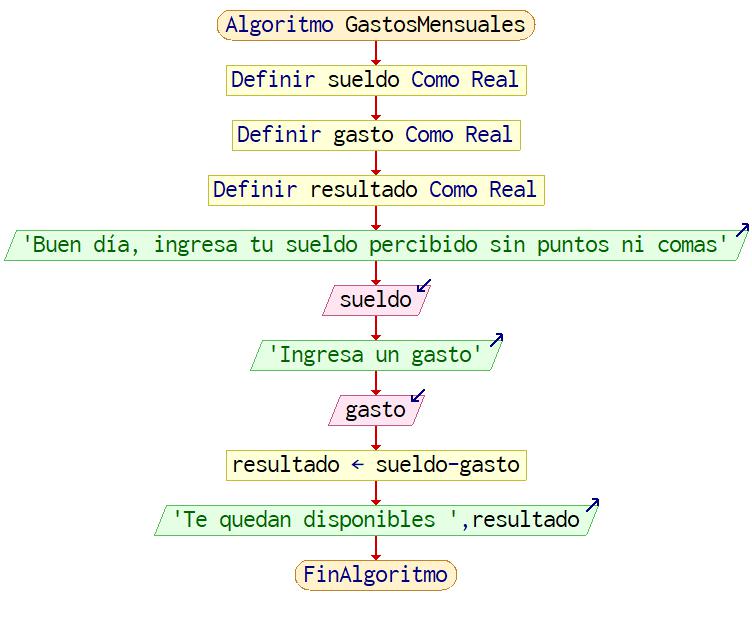 Algoritmo GastosMensuales
Definir sueldo Como Real
Definir gasto Como Real
Definir resultado Como Real
'Buen día, ingresa tu sueldo percibido sin puntos ni comas'
sueldo
'Ingresa un gasto'
gasto
resultado ← sueldo-gasto
'Te quedan disponibles ',resultado
FinAlgoritmo